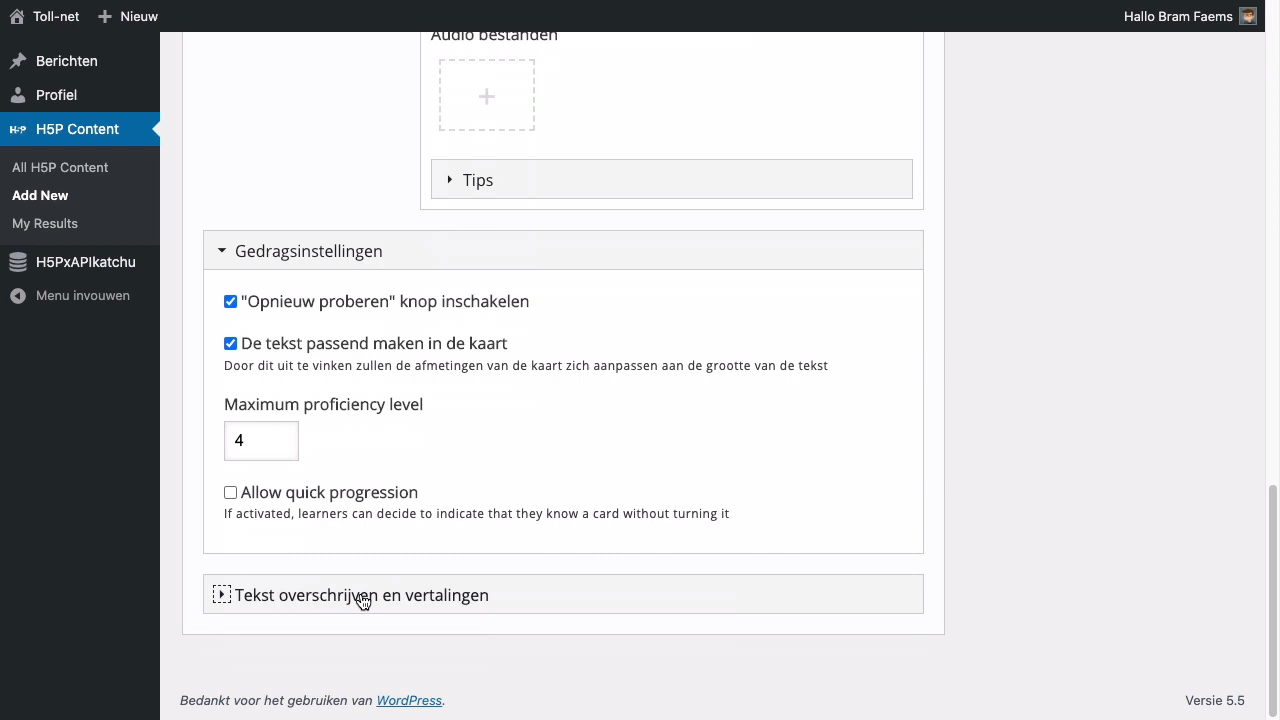 Toll-net
Nieuw
Hallo Bram Faems
Berichten
Profiel
H5P Content
All H5P Content
Add New
My Results
H5PxAPIkatchu
Menu invouwen
Audio bestanden
Tips
Gedragsinstellingen
"Opnieuw proberen" knop inschakelen
De tekst passend maken in de kaart
Door dit uit te vinken zullen de afmetingen van de kaart zich aanpassen aan de grootte van de tekst
Maximum proficiency level
4
Allow quick progression
If activated, learners can decide to indicate that they know a card without turning it
Tekst overschrijven en vertalingen
Bedankt voor het gebruiken van WordPress.
Versie 5.5